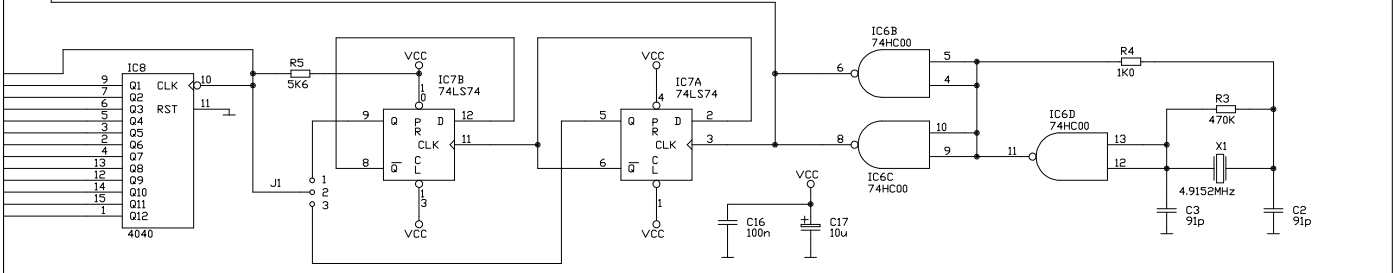 IC8
9 Q1 CLK 10
7 Q2
6 Q3 RST 11
5 Q4
3 Q5
2 Q6
4 Q7
13 Q8
12 Q9
14 Q10
15 Q11
1 Q12
4040
R5
5K6
J1
1
2
3
VCC
10
IC7B
74LS74
9 Q PR D 12
CLK 11
8 Q CL
13
VCC
VCC
4
IC7A
74LS74
5 Q PR D 2
CLK 3
6 Q CL
1
VCC
IC6B
74HC00
6
5
4
8
10
9
IC6C
74HC00
VCC
C16
100n
+
C17
10u
IC6D
74HC00
11
13
12
R4
1K0
R3
470K
X1
4.9152MHz
C3
91p
C2
91p